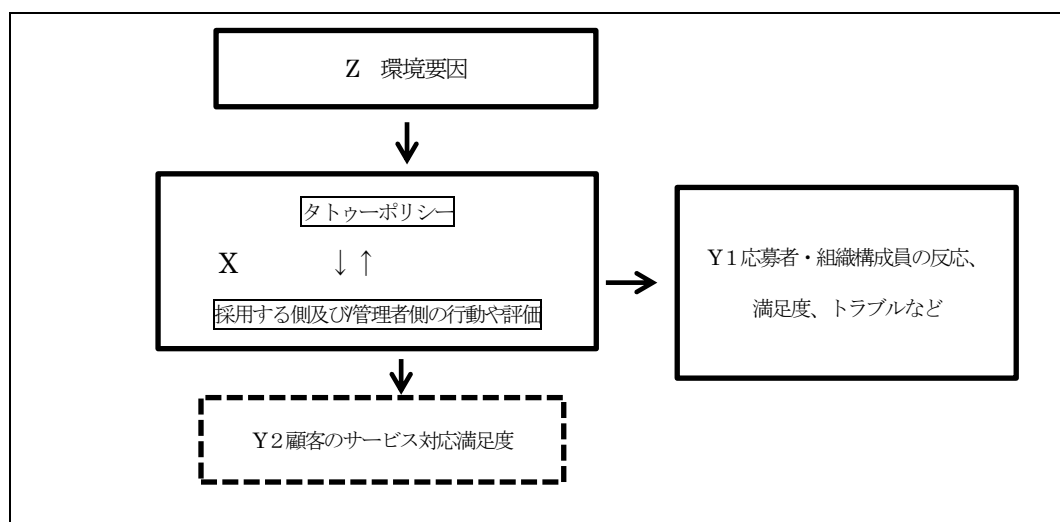 Z 環境要因
タトゥーポリシー
X ↓↑
採用する側及び/管理者側の行動や評価
Y1応募者・組織構成員の反応、
満足度、トラブルなど
Y2顧客のサービス対応満足度